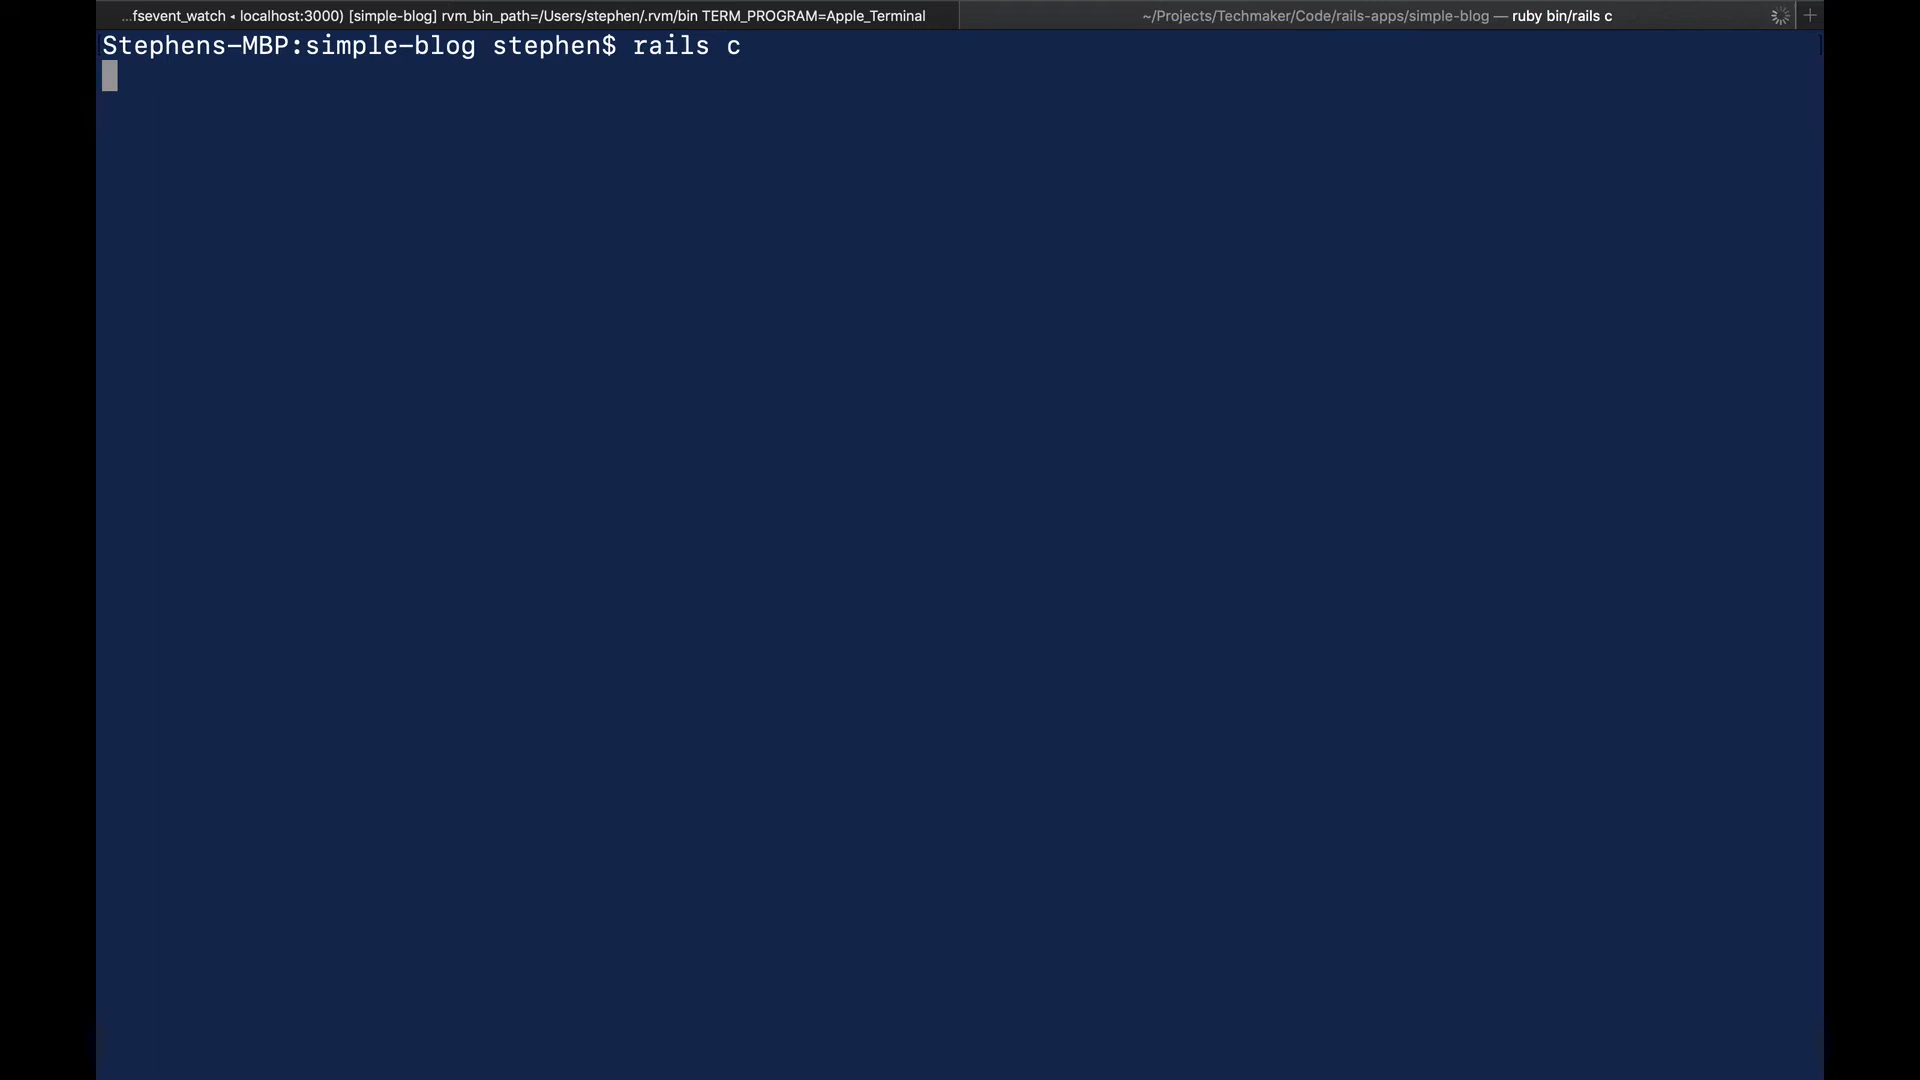 ...fsevent_watch ◂ localhost:3000) [simple-blog] rvm_bin_path=/Users/stephen/.rvm/bin TERM_PROGRAM=Apple_Terminal
~/Projects/Techmaker/Code/rails-apps/simple-blog — ruby bin/rails c
Stephens-MBP:simple-blog stephen$ rails c